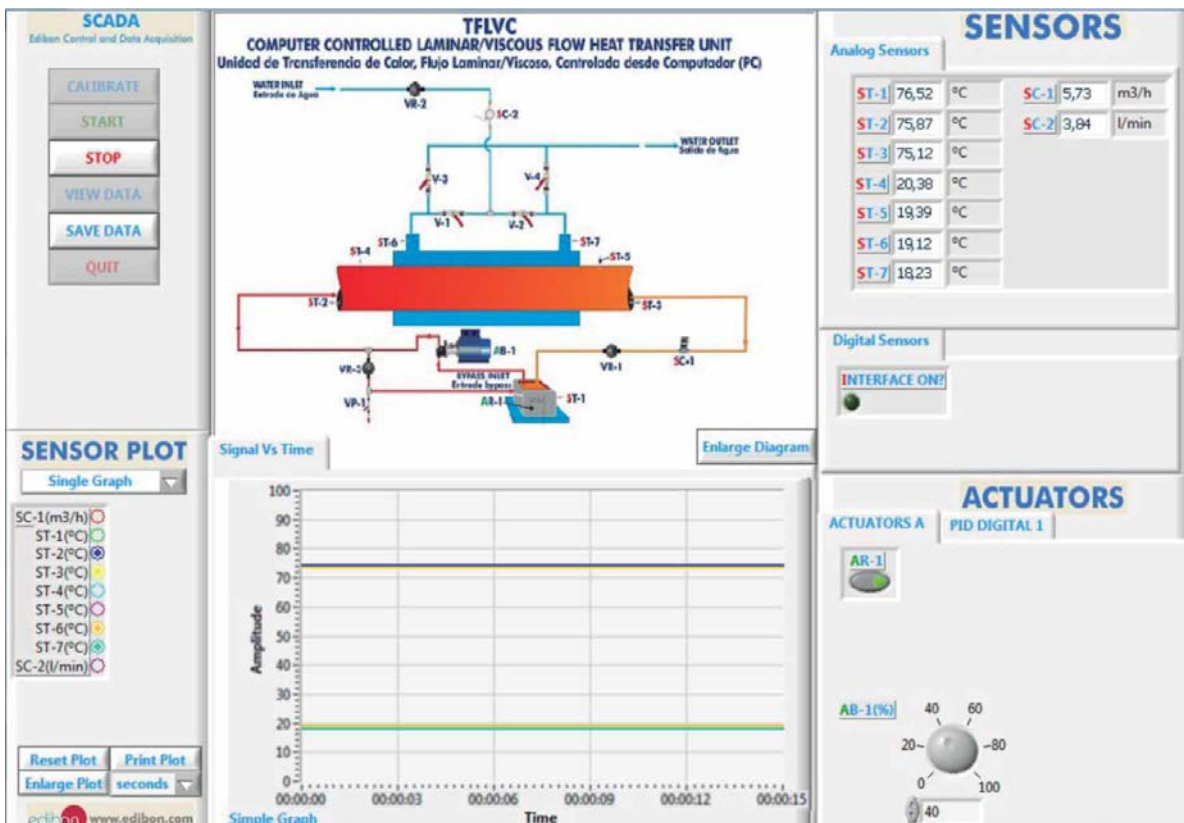 SCADA
Edibon Control and Data Acquisition
CALIBRATE
START
STOP
VIEW DATA
SAVE DATA
QUIT
TFLVC
COMPUTER CONTROLLED LAMINAR/VISCOUS FLOW HEAT TRANSFER UNIT
Unidad de Transferencia de Calor, Flujo Laminar/Viscoso, Controlada desde Computador (PC)
WATER INLET
Entrada de Agua
VR-2
SC-2
WATER OUTLET
Salida de Agua
V-3
V-4
V-1
V-2
ST-6
ST-7
ST-4
ST-5
ST-2
ST-3
AB-1
VR-3
BYPASS INLET
Entrada bypass
VR-1
SC-1
VP-1
AR-1
ST-1
Enlarge Diagram
SENSORS
Analog Sensors
ST-1 76,52 ºC
ST-2 75,87 ºC
ST-3 75,12 ºC
ST-4 20,38 ºC
ST-5 19,39 ºC
ST-6 19,12 ºC
ST-7 18,23 ºC
SC-1 5,73 m3/h
SC-2 3,84 l/min
Digital Sensors
INTERFACE ON?
SENSOR PLOT
Single Graph
SC-1(m3/h)
ST-1(ºC)
ST-2(ºC)
ST-3(ºC)
ST-4(ºC)
ST-5(ºC)
ST-6(ºC)
ST-7(ºC)
SC-2(l/min)
Reset Plot
Print Plot
Enlarge Plot
seconds
edibon www.edibon.com
Signal Vs Time
Amplitude
100
90
80
70
60
50
40
30
20
10
0
00:00:00 00:00:03 00:00:06 00:00:09 00:00:12 00:00:15
Time
Simple Graph
ACTUATORS
ACTUATORS A
PID DIGITAL 1
AR-1
AB-1(%)
0
20
40
60
80
100
40